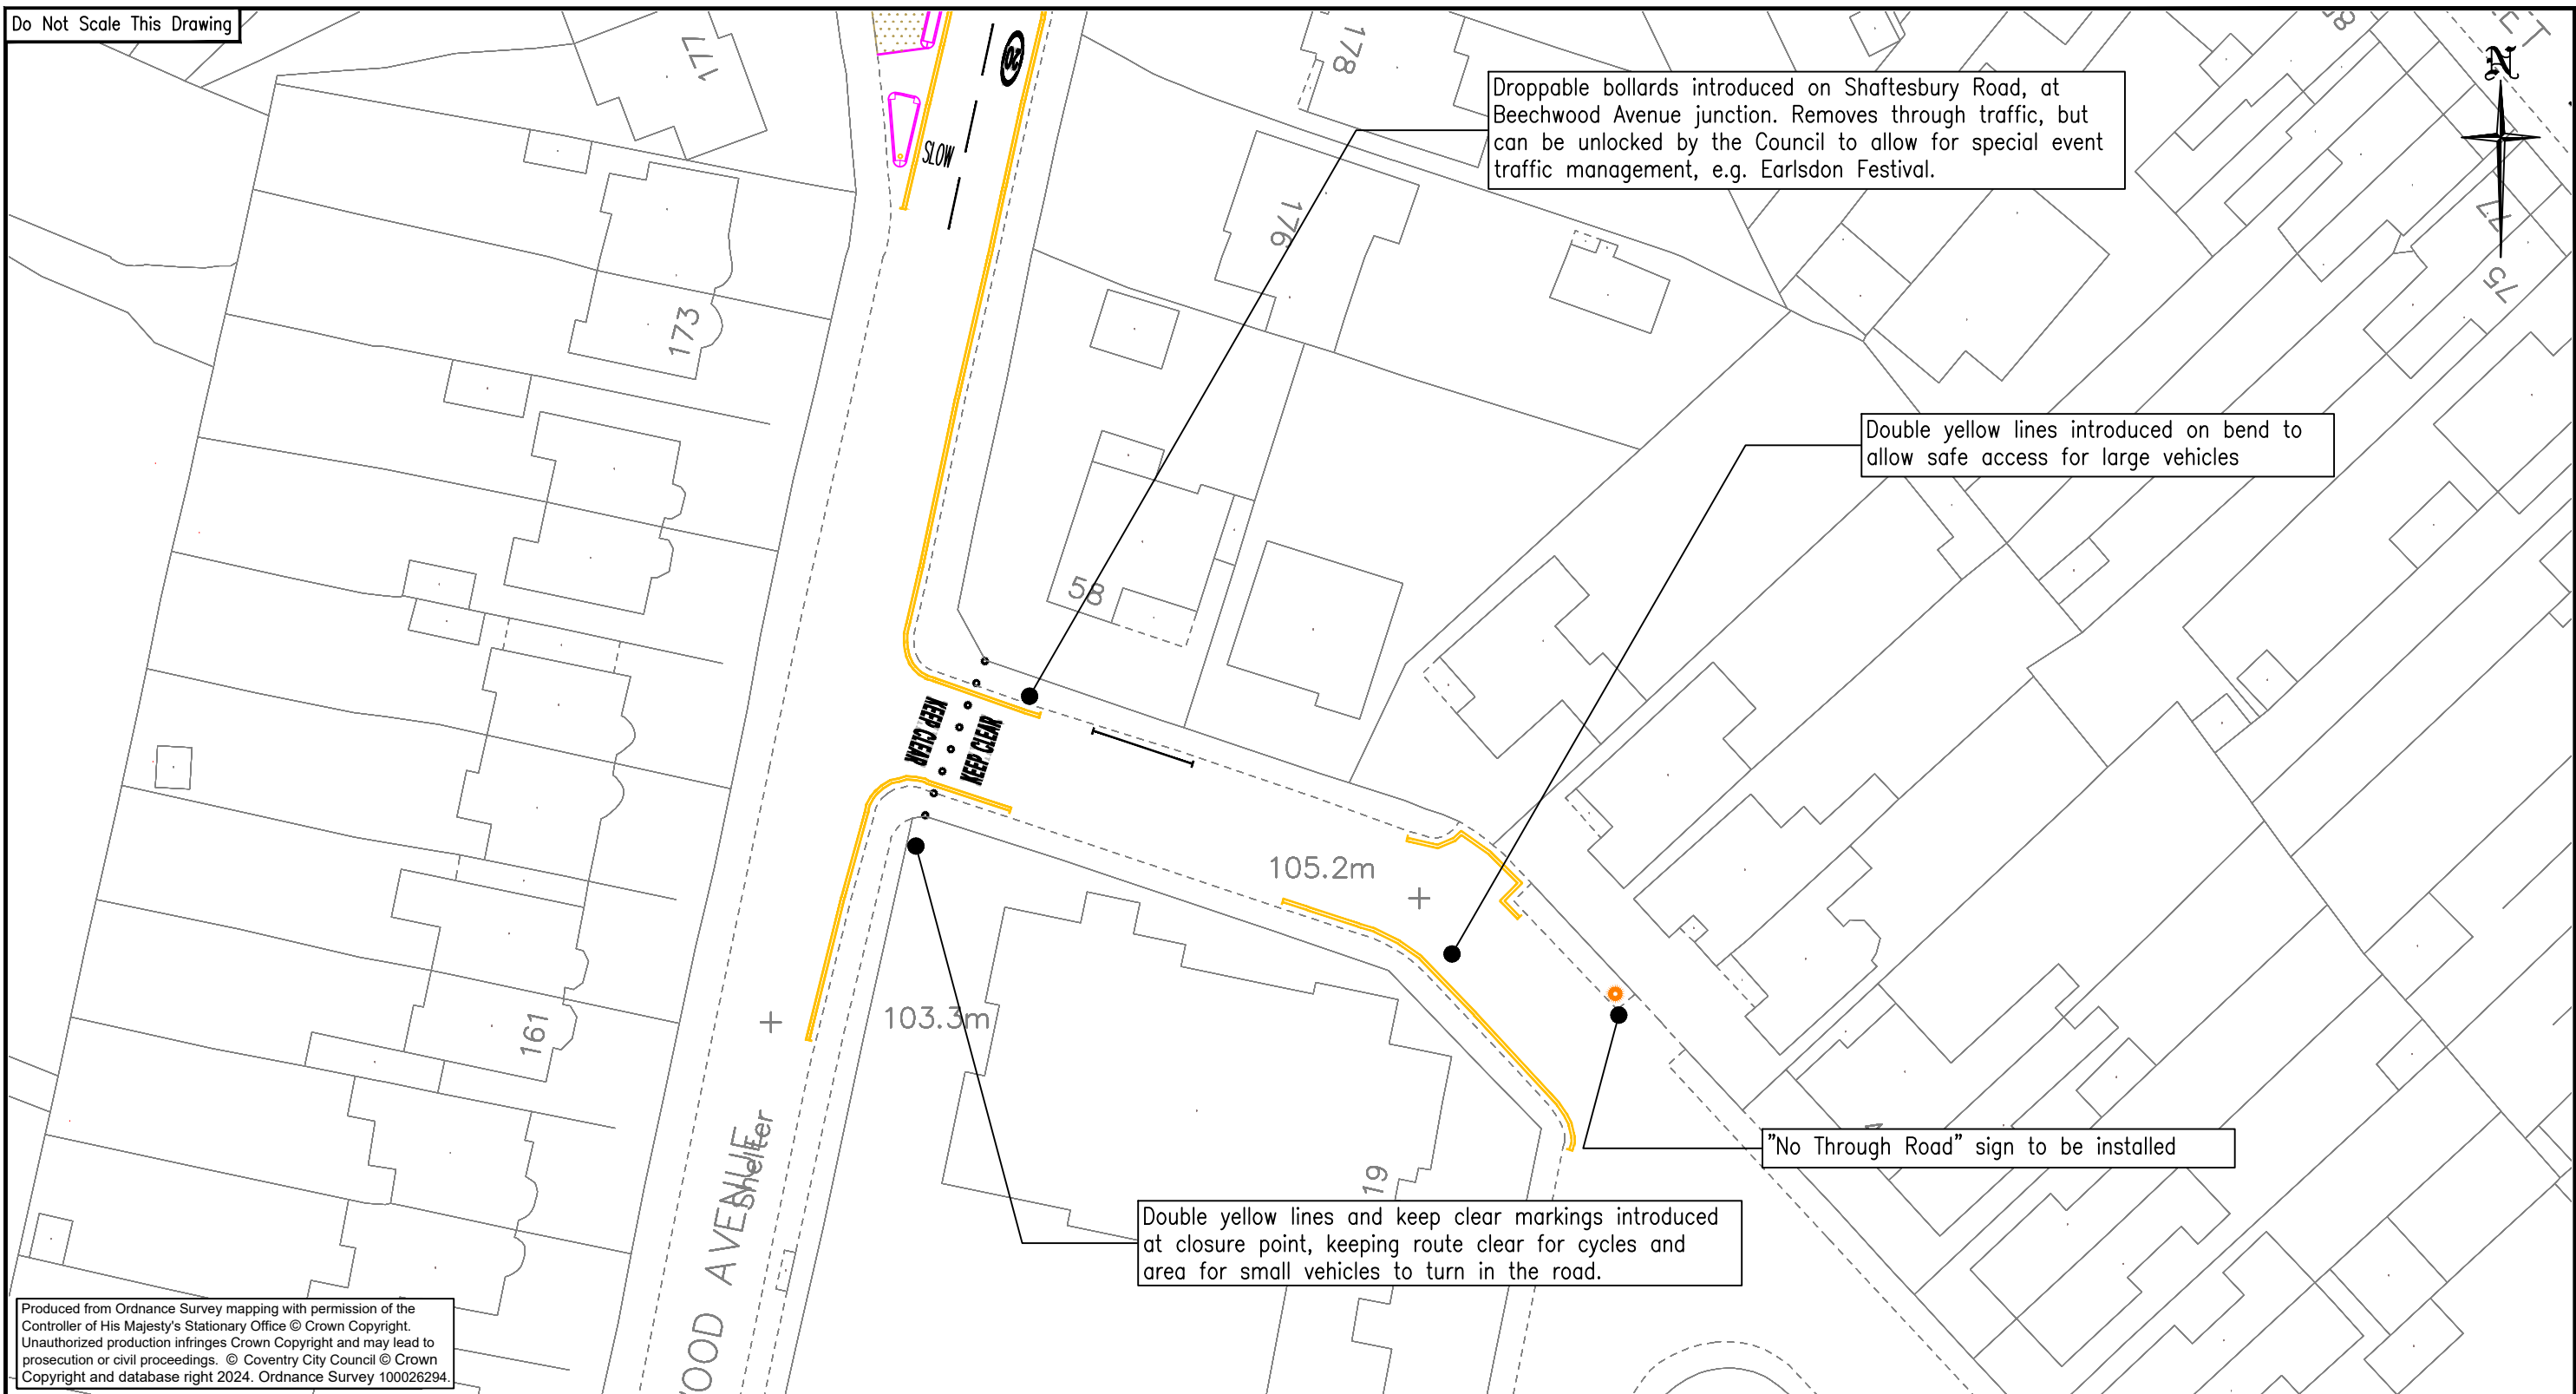 Do Not Scale This Drawing
177
20
SLOW
178
85
N
Droppable bollards introduced on Shaftesbury Road, at
Beechwood Avenue junction. Removes through traffic, but
can be unlocked by the Council to allow for special event
traffic management, e.g. Earlsdon Festival.
176
77
75
173
Double yellow lines introduced on bend to
allow safe access for large vehicles
58
KEEP CLEAR
KEEP CLEAR
105.2m
103.3m
161
"No Through Road" sign to be installed
19
Shelter
OOD AVENUE
Double yellow lines and keep clear markings introduced
at closure point, keeping route clear for cycles and
area for small vehicles to turn in the road.
Produced from Ordnance Survey mapping with permission of the
Controller of His Majesty's Stationary Office © Crown Copyright.
Unauthorized production infringes Crown Copyright and may lead to
prosecution or civil proceedings. © Coventry City Council © Crown
Copyright and database right 2024. Ordnance Survey 100026294.